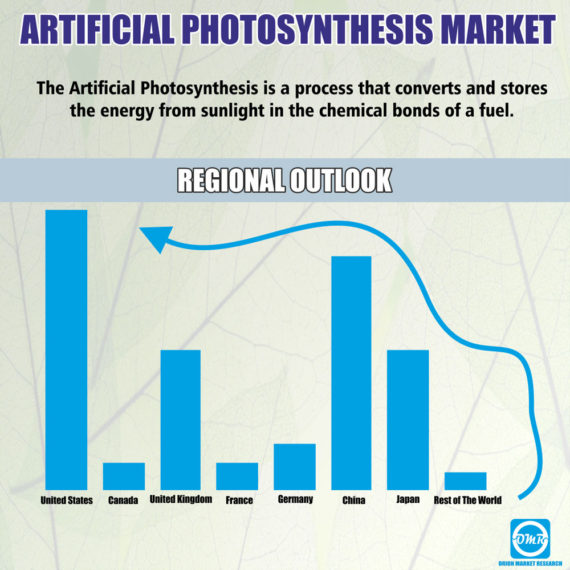 ARTIFICIAL PHOTOSYNTHESIS MARKET
The Artificial Photosynthesis is a process that converts and stores
the energy from sunlight in the chemical bonds of a fuel.
REGIONAL OUTLOOK
United States Canada United Kingdom France Germany China Japan Rest of The World
OMR
ORION MARKET RESEARCH